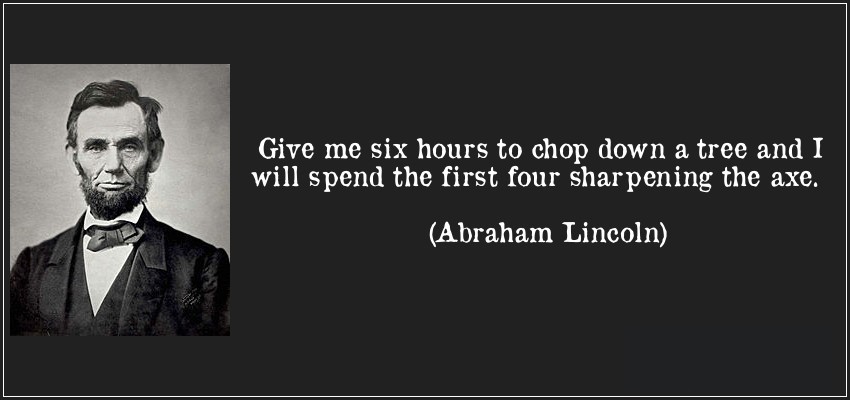 Give me six hours to chop down a tree and I
will spend the first four sharpening the axe.
(Abraham Lincoln)